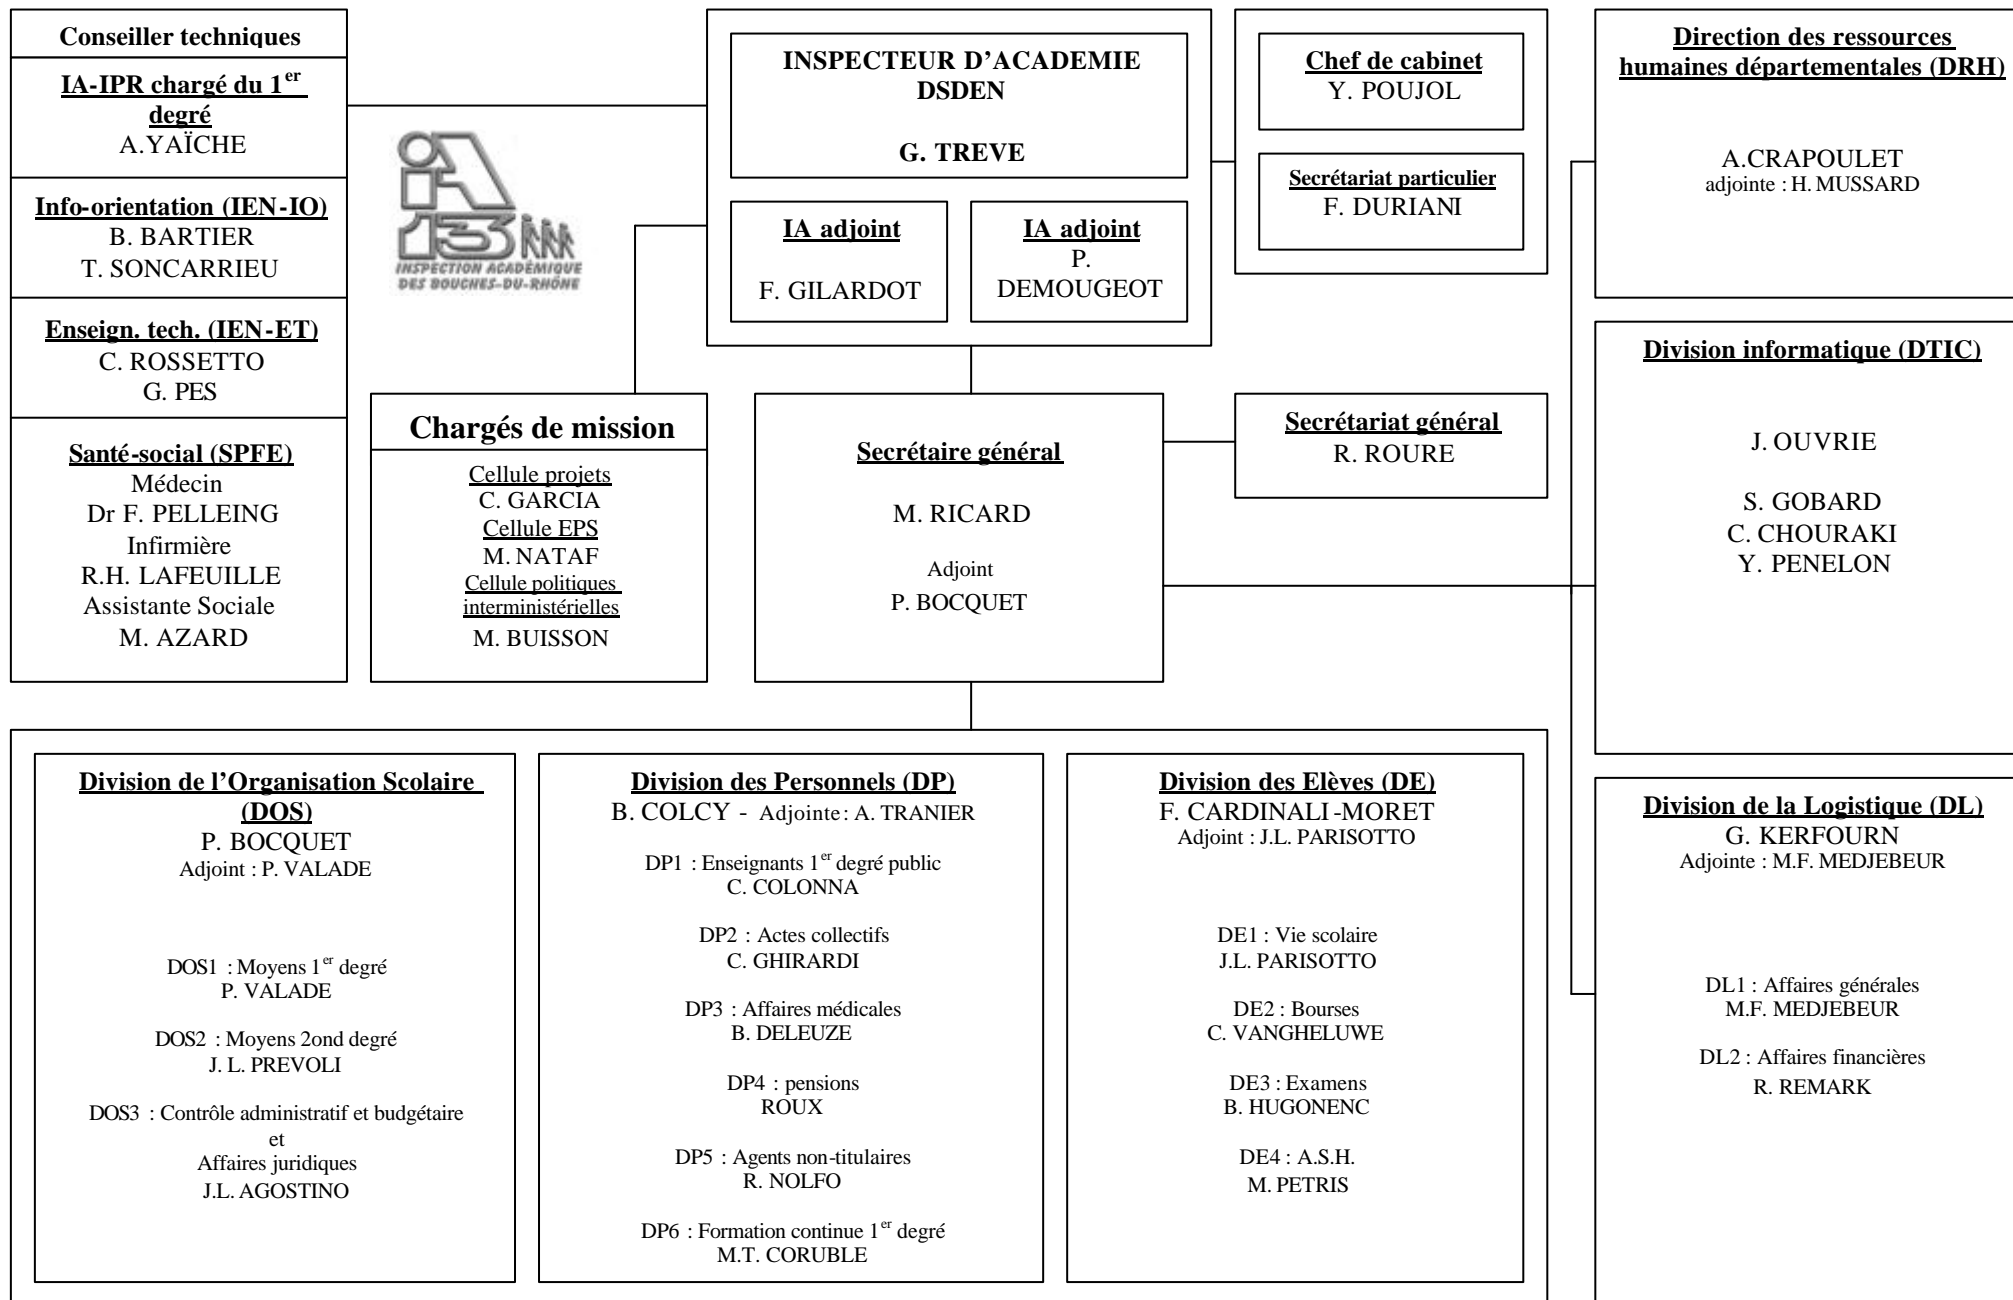 Conseiller techniques
IA-IPR chargé du 1er
degré
A.YAÏCHE
Info-orientation (IEN-IO)
B. BARTIER
T. SONCARRIEU
Enseign. tech. (IEN-ET)
C. ROSSETTO
G. PES
Santé-social (SPFE)
Médecin
Dr F. PELLEING
Infirmière
R.H. LAFEUILLE
Assistante Sociale
M. AZARD
iA
13
INSPECTION ACADÉMIQUE
DES BOUCHES-DU-RHÔNE
Chargés de mission
Cellule projets
C. GARCIA
Cellule EPS
M. NATAF
Cellule politiques
interministérielles
M. BUISSON
INSPECTEUR D'ACADEMIE
DSDEN
G. TREVE
IA adjoint
F. GILARDOT
IA adjoint
P.
DEMOUGEOT
Chef de cabinet
Y. POUJOL
Secrétariat particulier
F. DURIANI
Secrétaire général
M. RICARD
Adjoint
P. BOCQUET
Secrétariat général
R. ROURE
Direction des ressources
humaines départementales (DRH)
A.CRAPOULET
adjointe : H. MUSSARD
Division informatique (DTIC)
J. OUVRIE
S. GOBARD
C. CHOURAKI
Y. PENELON
Division de l'Organisation Scolaire
(DOS)
P. BOCQUET
Adjoint : P. VALADE
DOS1 : Moyens 1er degré
P. VALADE
DOS2 : Moyens 2ond degré
J. L. PREVOLI
DOS3 : Contrôle administratif et budgétaire
et
Affaires juridiques
J.L. AGOSTINO
Division des Personnels (DP)
B. COLCY - Adjointe : A. TRANIER
DP1 : Enseignants 1er degré public
C. COLONNA
DP2 : Actes collectifs
C. GHIRARDI
DP3 : Affaires médicales
B. DELEUZE
DP4 : pensions
ROUX
DP5 : Agents non-titulaires
R. NOLFO
DP6 : Formation continue 1er degré
M.T. CORUBLE
Division des Elèves (DE)
F. CARDINALI-MORET
Adjoint : J.L. PARISOTTO
DE1 : Vie scolaire
J.L. PARISOTTO
DE2 : Bourses
C. VANGHELUWE
DE3 : Examens
B. HUGONENC
DE4 : A.S.H.
M. PETRIS
Division de la Logistique (DL)
G. KERFOURN
Adjointe : M.F. MEDJEBEUR
DL1 : Affaires générales
M.F. MEDJEBEUR
DL2 : Affaires financières
R. REMARK